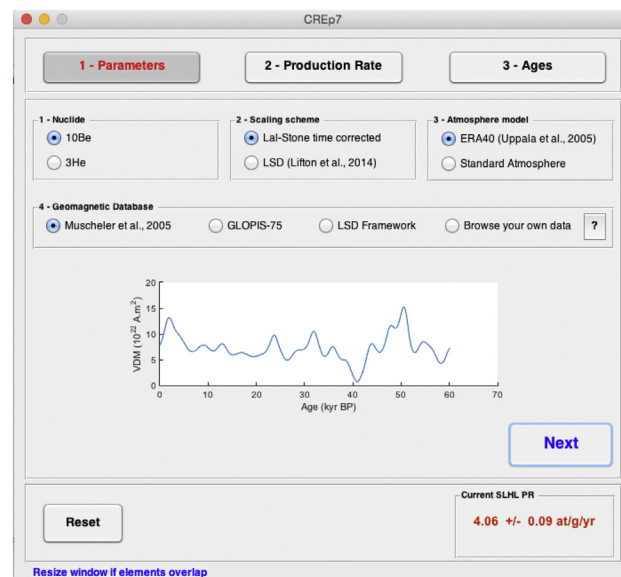 CREp7
1 - Parameters
2 - Production Rate
3 - Ages
1 - Nuclide
10Be
3He
2 - Scaling scheme
Lal-Stone time corrected
LSD (Lifton et al., 2014)
3 - Atmosphere model
ERA40 (Uppala et al., 2005)
Standard Atmosphere
4 - Geomagnetic Database
Muscheler et al., 2005
GLOPIS-75
LSD Framework
Browse your own data
?
VDM (10²² A.m²)
20
15
10
5
0
0 10 20 30 40 50 60 70
Age (kyr BP)
Next
Reset
Current SLHL PR
4.06 +/- 0.09 at/g/yr
Resize window if elements overlap